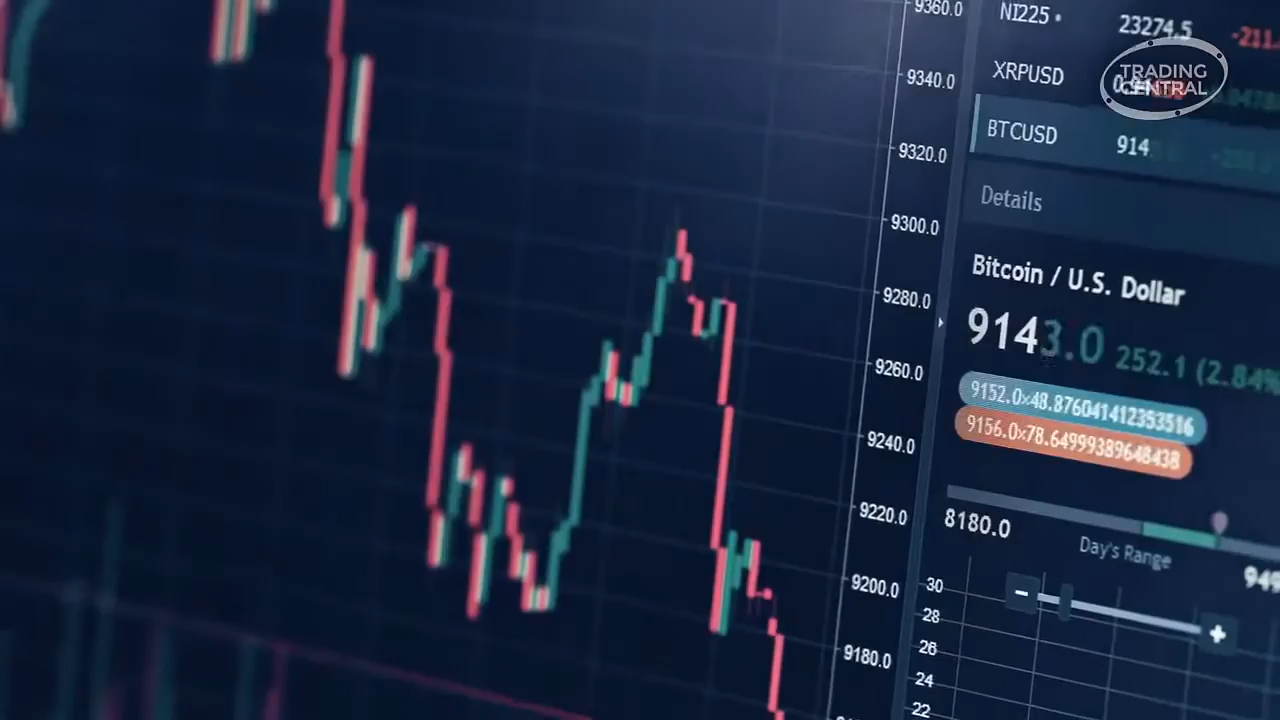 9360.0
9340.0
9320.0
9300.0
9280.0
9260.0
9240.0
9220.0
9200.0
9180.0
NI225
23274.5
TRADING
CENTRAL
XRPUSD
BTCUSD
914
Details
Bitcoin / U.S. Dollar
9143.0 252.1 (2.84%
9152.0×48.876041412353516
9156.0×78.64999389648438
8180.0
Day's Range
30
28
26
24
22